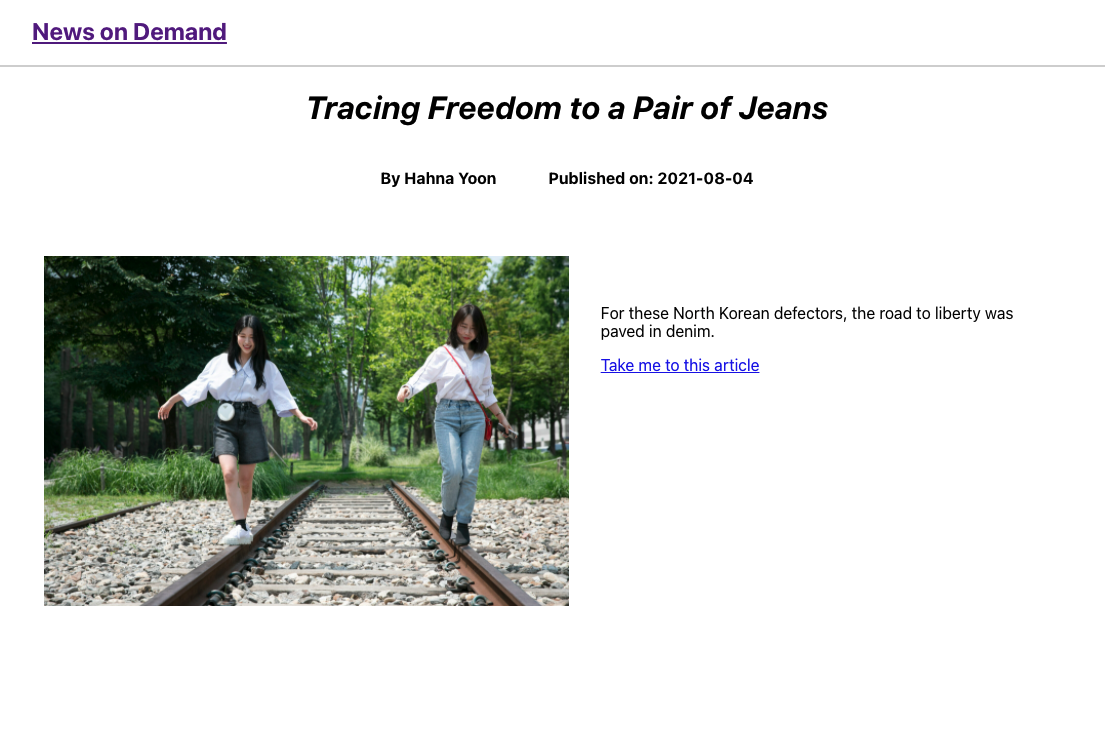 News on Demand
Tracing Freedom to a Pair of Jeans
By Hahna Yoon Published on: 2021-08-04
For these North Korean defectors, the road to liberty was
paved in denim.
Take me to this article